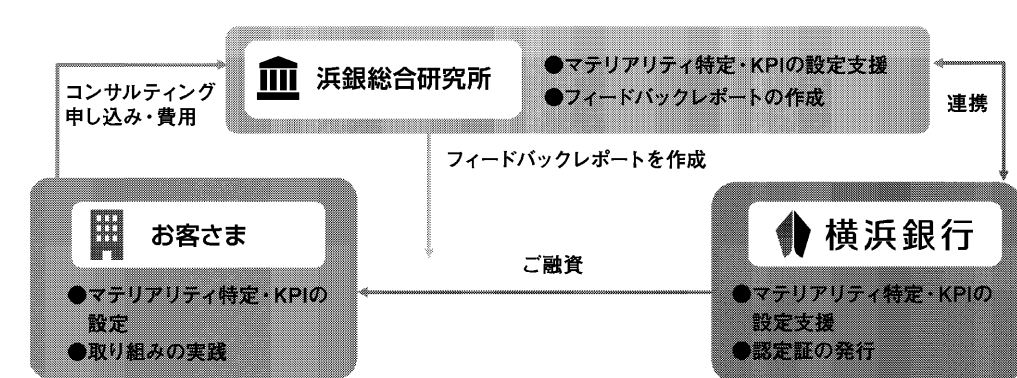 浜銀総合研究所
●マテリアリティ特定・KPIの設定支援
●フィードバックレポートの作成
コンサルティング
申し込み・費用
連携
フィードバックレポートを作成
お客さま
●マテリアリティ特定・KPIの
設定
●取り組みの実践
ご融資
横浜銀行
●マテリアリティ特定・KPIの
設定支援
●認定証の発行